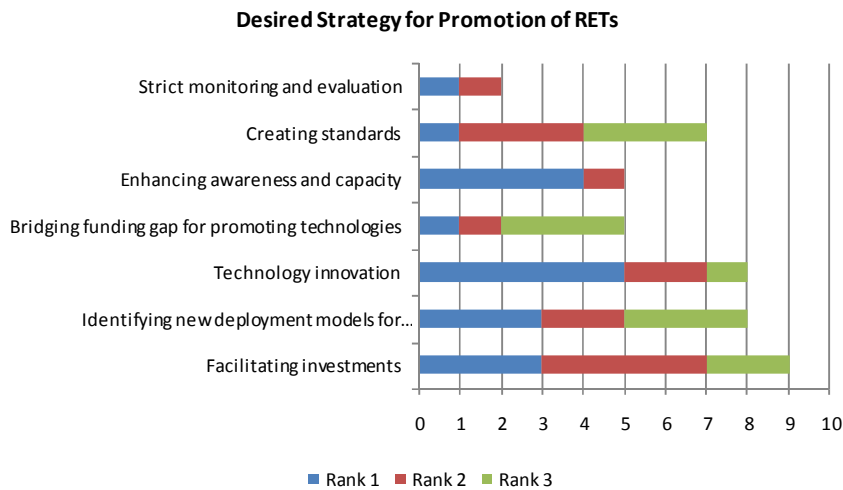 Desired Strategy for Promotion of RETs
Strict monitoring and evaluation
Creating standards
Enhancing awareness and capacity
Bridging funding gap for promoting technologies
Technology innovation
Identifying new deployment models for...
Facilitating investments
0 1 2 3 4 5 6 7 8 9 10
Rank 1 Rank 2 Rank 3